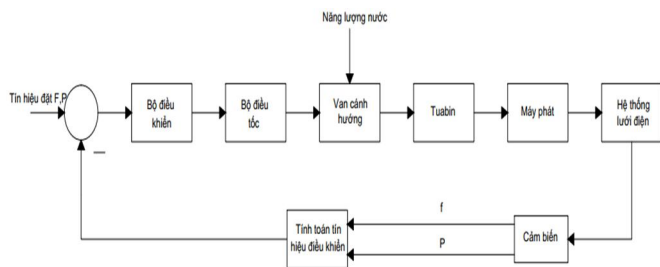 Năng lượng nước
Tín hiệu đặt F,P
Bộ điều
khiển
Bộ điều
tốc
Van cánh
hướng
Tuabin
Máy phát
Hệ thống
lưới điện
f
Tính toán tín
hiệu điều khiển
P
Cảm biến